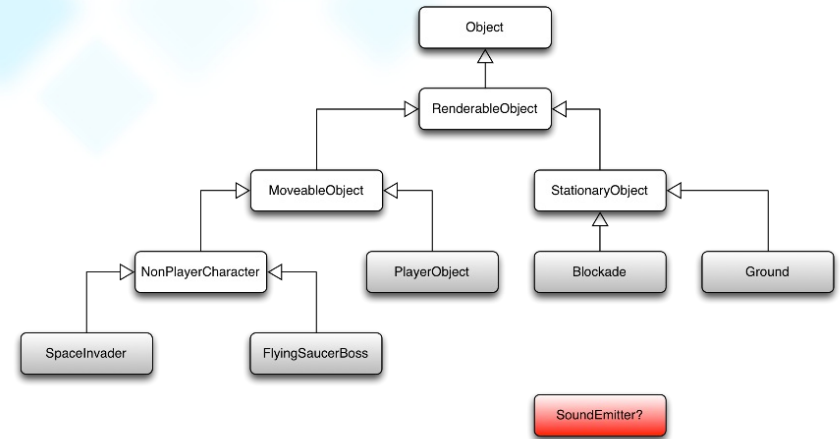 Object
RenderableObject
MoveableObject
StationaryObject
NonPlayerCharacter
PlayerObject
Blockade
Ground
SpaceInvader
FlyingSaucerBoss
SoundEmitter?